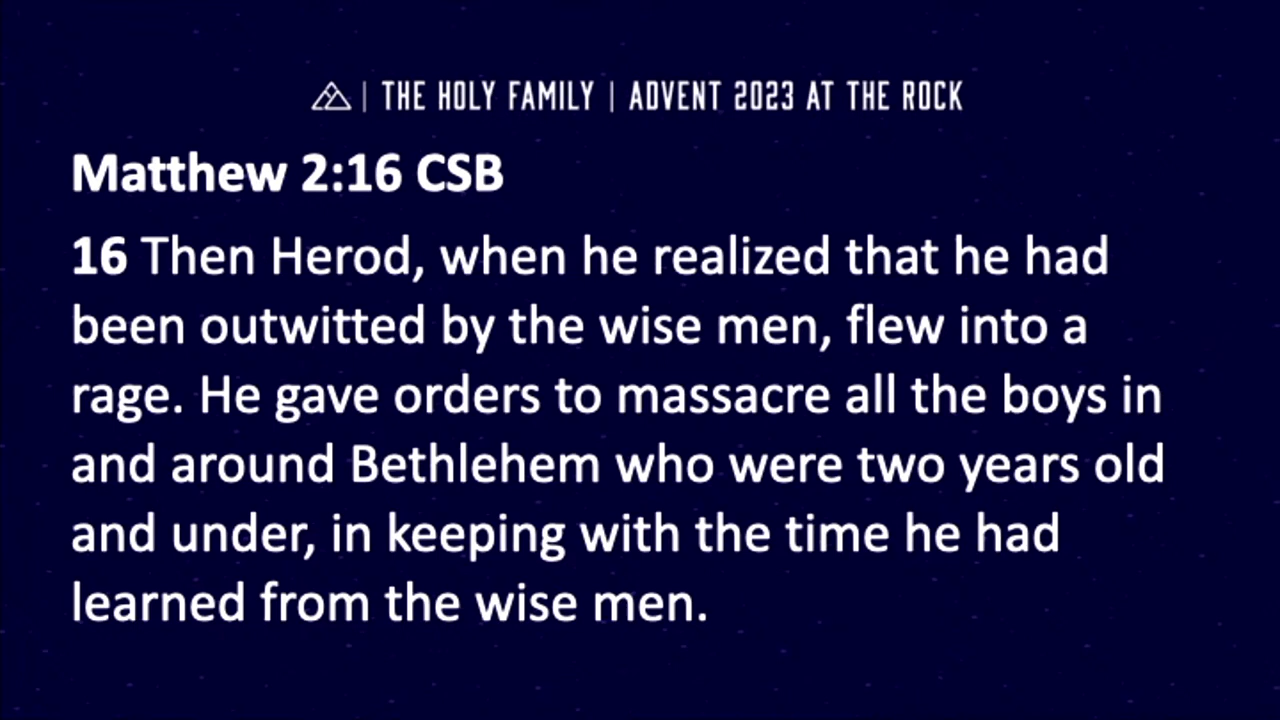 | THE HOLY FAMILY | ADVENT 2023 AT THE ROCK
Matthew 2:16 CSB
16 Then Herod, when he realized that he had
been outwitted by the wise men, flew into a
rage. He gave orders to massacre all the boys in
and around Bethlehem who were two years old
and under, in keeping with the time he had
learned from the wise men.